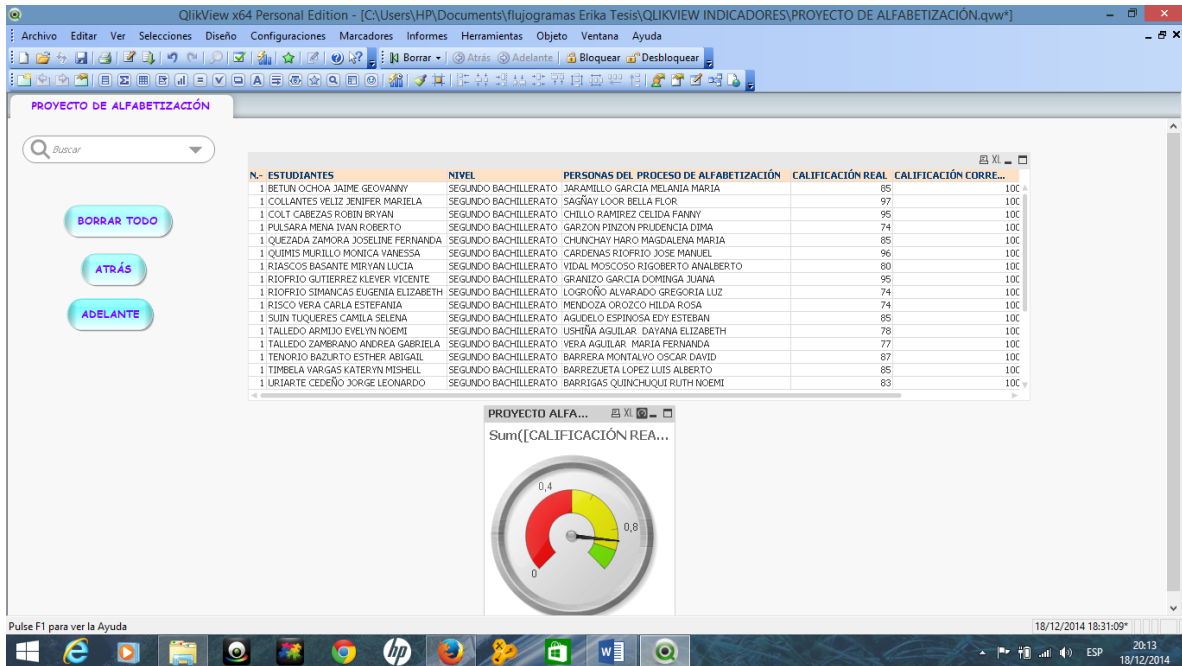 QlikView x64 Personal Edition - [C:\Users\HP\Documents\flujogramas Erika Tesis\QLIKVIEW INDICADORES\PROYECTO DE ALFABETIZACIÓN.qvw*]
Archivo Editar Ver Selecciones Diseño Configuraciones Marcadores Informes Herramientas Objeto Ventana Ayuda
Borrar Atrás Adelante Bloquear Desbloquear
PROYECTO DE ALFABETIZACIÓN
Buscar
BORRAR TODO
ATRÁS
ADELANTE
XL
N.- ESTUDIANTES NIVEL PERSONAS DEL PROCESO DE ALFABETIZACIÓN CALIFICACIÓN REAL CALIFICACIÓN CORRE...
1 BETUN OCHOA JAIME GEOVANNY SEGUNDO BACHILLERATO JARAMILLO GARCIA MELANIA MARIA 85 100
1 COLLANTES VELIZ JENIFER MARIELA SEGUNDO BACHILLERATO SAGÑAY LOOR BELLA FLOR 97 100
1 COLT CABEZAS ROBIN BRYAN SEGUNDO BACHILLERATO CHILLO RAMIREZ CELIDA FANNY 95 100
1 PULSARA MENA IVAN ROBERTO SEGUNDO BACHILLERATO GARZON PINZON PRUDENCIA DIMA 74 100
1 QUEZADA ZAMORA JOSELINE FERNANDA SEGUNDO BACHILLERATO CHUNCHAY HARO MAGDALENA MARIA 85 100
1 QUIMIS MURILLO MONICA VANESSA SEGUNDO BACHILLERATO CARDENAS RIOFRIO JOSE MANUEL 96 100
1 RIASCOS BASANTE MIRYAN LUCIA SEGUNDO BACHILLERATO VIDAL MOSCOSO RIGOBERTO ANALBERTO 80 100
1 RIOFRIO GUTIERREZ KLEVER VICENTE SEGUNDO BACHILLERATO GRANIZO GARCIA DOMINGA JUANA 95 100
1 RIOFRIO SIMANCAS EUGENIA ELIZABETH SEGUNDO BACHILLERATO LOGROÑO ALVARADO GREGORIA LUZ 74 100
1 RISCO VERA CARLA ESTEFANIA SEGUNDO BACHILLERATO MENDOZA OROZCO HILDA ROSA 74 100
1 SUIN TUQUERES CAMILA SELENA SEGUNDO BACHILLERATO AGUDELO ESPINOSA EDY ESTEBAN 85 100
1 TALLEDO ARMIJO EVELYN NOEMI SEGUNDO BACHILLERATO USHIÑA AGUILAR DAYANA ELIZABETH 78 100
1 TALLEDO ZAMBRANO ANDREA GABRIELA SEGUNDO BACHILLERATO VERA AGUILAR MARIA FERNANDA 77 100
1 TENORIO BAZURTO ESTHER ABIGAIL SEGUNDO BACHILLERATO BARRERA MONTALVO OSCAR DAVID 87 100
1 TIMBELA VARGAS KATERYN MISHELL SEGUNDO BACHILLERATO BARREZUETA LOPEZ LUIS ALBERTO 85 100
1 URIARTE CEDEÑO JORGE LEONARDO SEGUNDO BACHILLERATO BARRIGAS QUINCHUQUI RUTH NOEMI 83 100
PROYECTO ALFA... XL
Sum([CALIFICACIÓN REA...
0,4
0,8
0
Pulse F1 para ver la Ayuda 18/12/2014 18:31:09*
ESP 20:13
18/12/2014